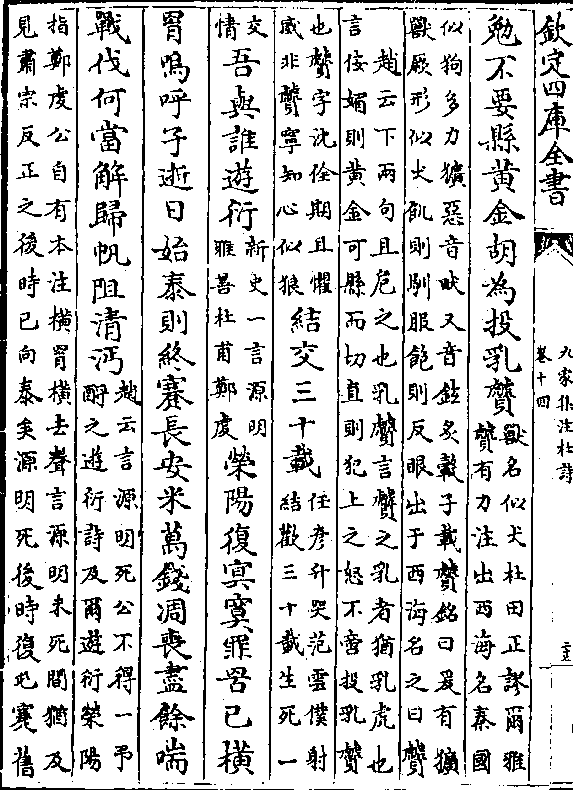 欽定四庫全書
九家集注杜詩
卷十四
勉不要縣黄金胡為投乳贙
獸名似犬杜田正謬爾雅
贙有力注出西海名秦國
似狗多力獷惡音畎又音鉉炙轂子載贙銘曰爰有獷
獸厥形似犬飢則馴服飽則反眼出于西海名之曰贙
趙云下兩句且危之也乳贙言贙之乳者猶乳虎也
言佞媚則黄金可縣而切直則犯上之怒不啻投乳贙
也贙字沈佺期且懼
威非贙寧知心似狼
結交三十載
任彦升哭范雲僕射
結歡三十載生死一
交
情
吾與誰遊衍
新史一言源明
雅善杜甫鄭虔
滎陽復冥寞罪罟已横
罥嗚呼子逝日始泰則終蹇長安米萬錢凋喪盡餘喘
戰伐何當解歸帆阻清沔
趙云言源明死公不得一予
酹之遊衍詩及爾遊衍滎陽
指鄭虔公自有本注横罥横去聲言源明未死間猶及
見肅宗反正之後時已向泰矣源明死後時復屯蹇舊